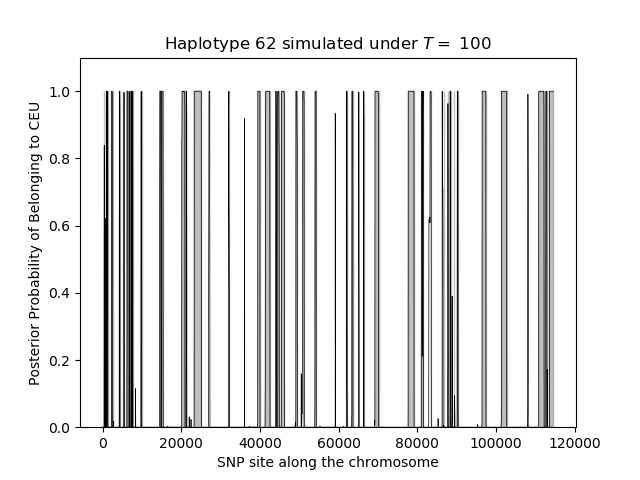 Haplotype 62 simulated under T = 100
Posterior Probability of Belonging to CEU
1.0
0.8
0.6
0.4
0.2
0.0
0 20000 40000 60000 80000 100000 120000
SNP site along the chromosome